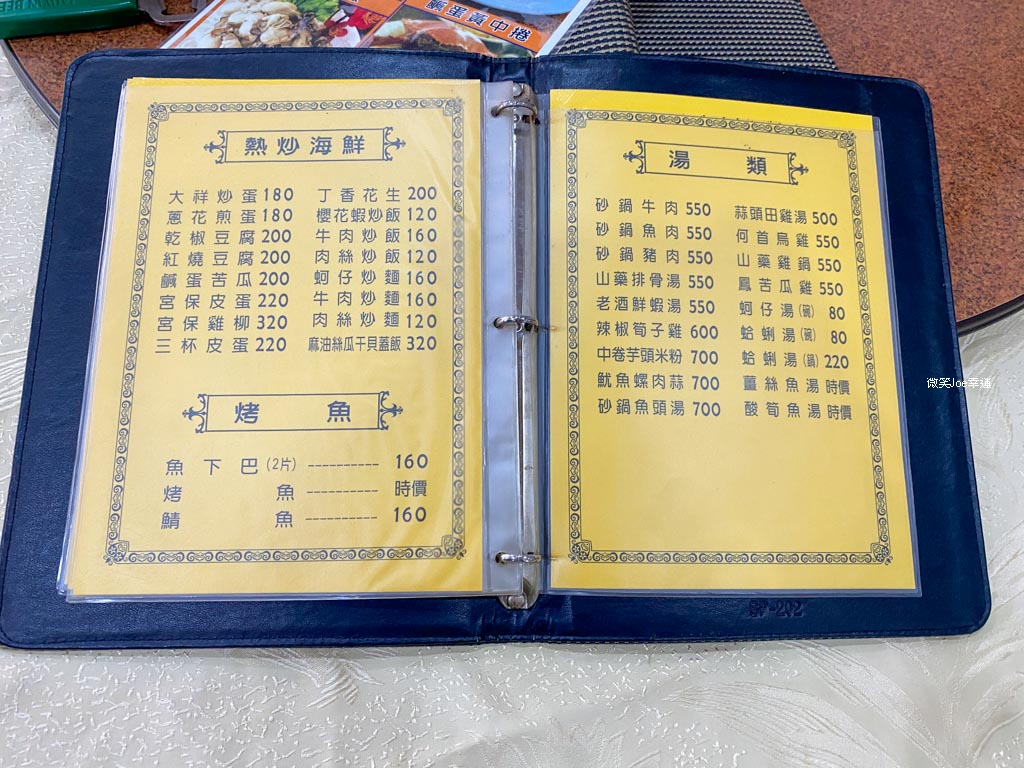 鹹蛋黃中捲
熱炒海鮮
大祥炒蛋 180
蔥花煎蛋 180
乾椒豆腐 200
紅燒豆腐 200
鹹蛋苦瓜 200
宮保皮蛋 220
宮保雞柳 320
三杯皮蛋 220
丁香花生 200
櫻花蝦炒飯 120
牛肉炒飯 160
肉絲炒飯 120
蚵仔炒麵 160
牛肉炒麵 160
肉絲炒麵 120
麻油絲瓜干貝蓋飯 320
烤魚
魚下巴(2片) ---------- 160
烤魚 ---------- 時價
鯖魚 ---------- 160
湯類
砂鍋牛肉 550
砂鍋魚肉 550
砂鍋豬肉 550
山藥排骨湯 550
老酒鮮蝦湯 550
辣椒筍子雞 600
中卷芋頭米粉 700
魷魚螺肉蒜 700
砂鍋魚頭湯 700
蒜頭田雞湯 500
何首烏雞 550
山藥雞鍋 550
鳳苦瓜雞 550
蚵仔湯(碗) 80
蛤蜊湯(碗) 80
蛤蜊湯(鍋) 220
薑絲魚湯 時價
酸筍魚湯 時價
微笑Joe幸福